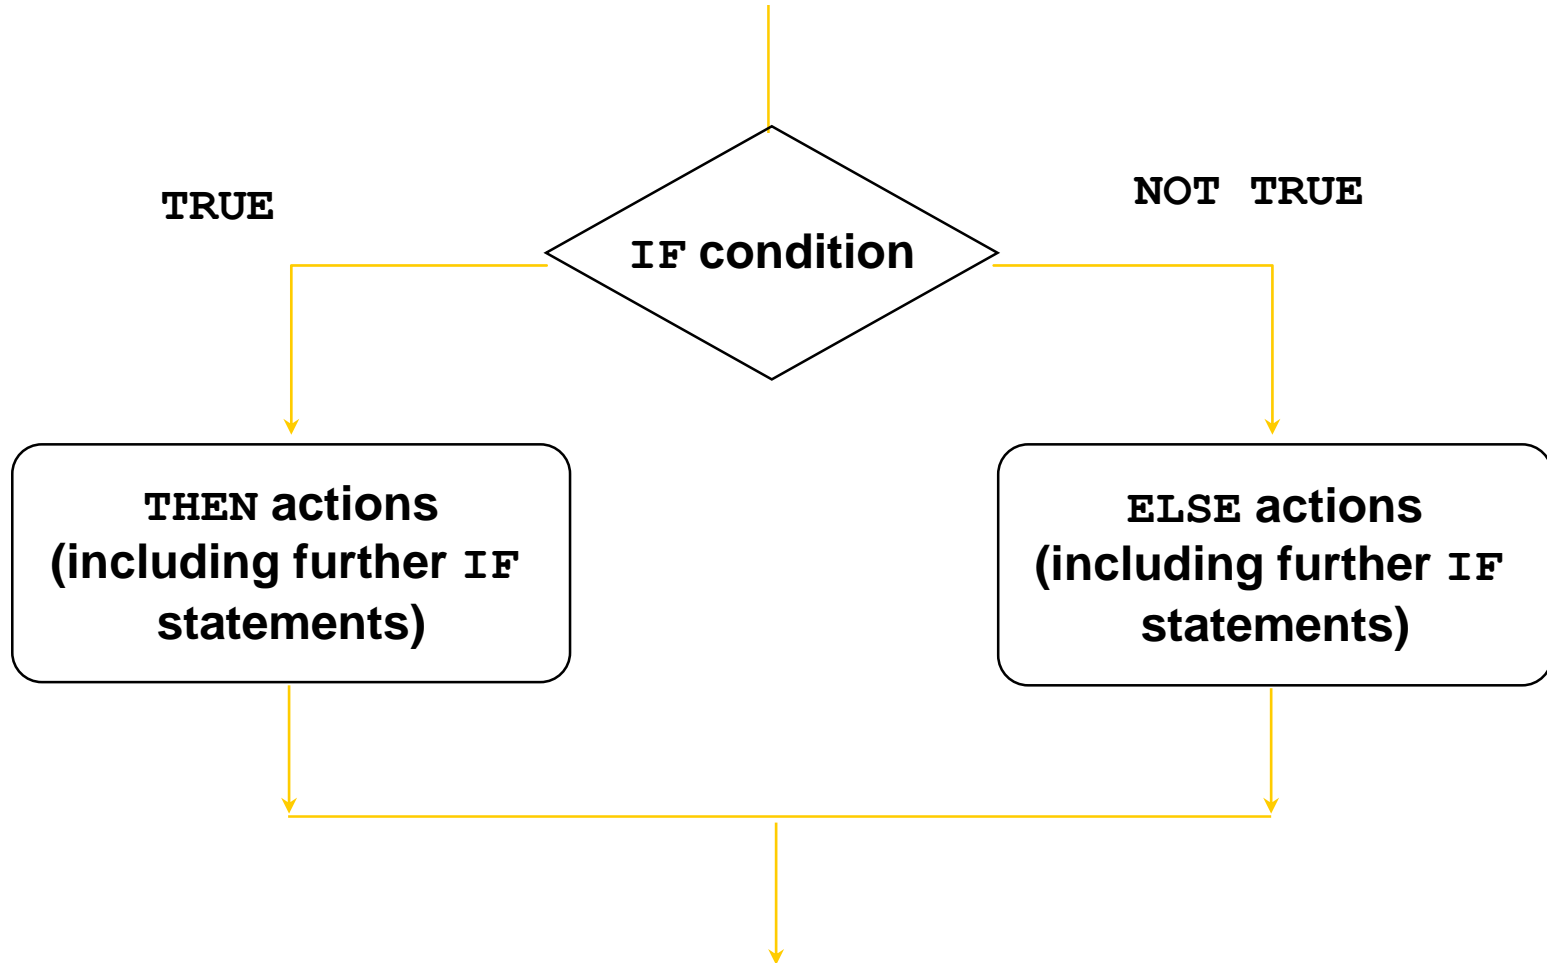 TRUE
NOT TRUE
IF condition
THEN actions
(including further IF
statements)
ELSE actions
(including further IF
statements)